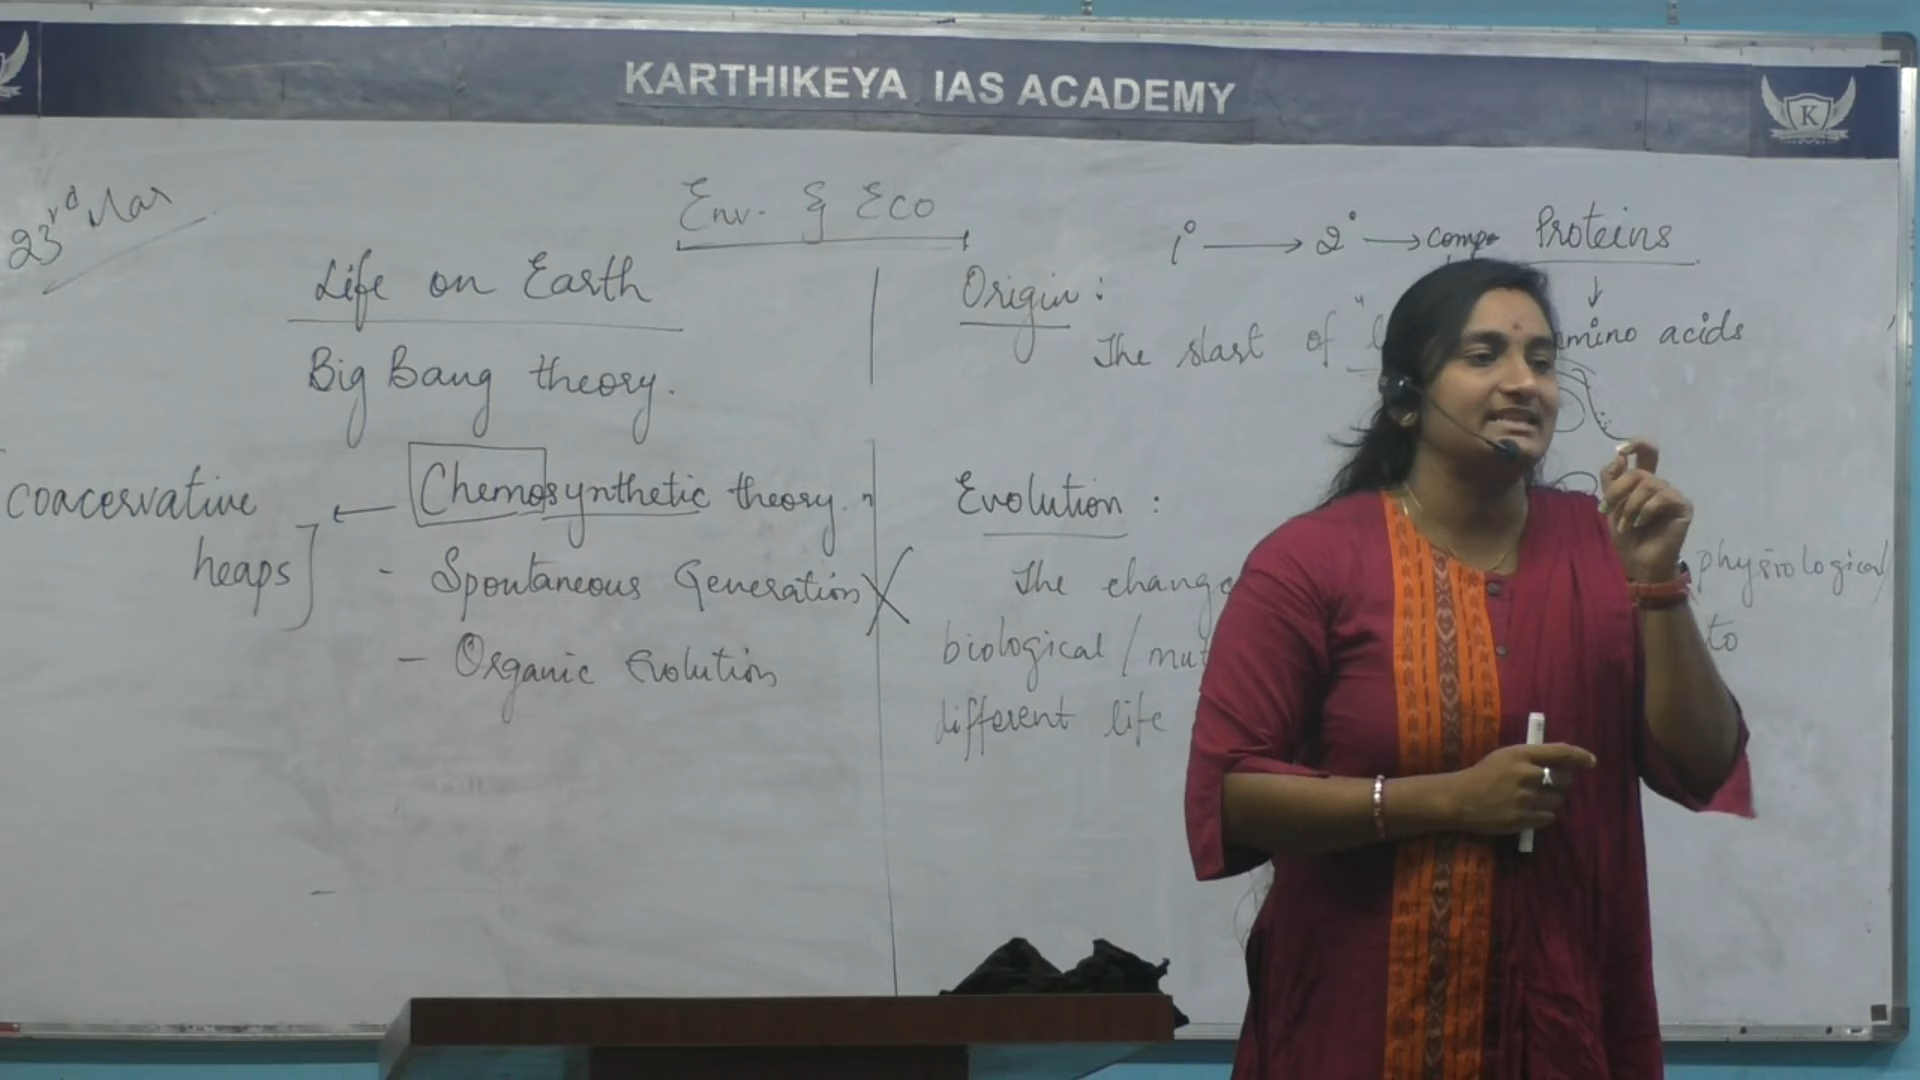 KARTHIKEYA IAS ACADEMY
K
23rd Mar
Env. & Eco
Life on Earth
Big Bang theory.
Chemosynthetic theory.
coacervative
heaps
- Spontaneous Generation
- Organic Evolution
1° → 2° → comp Proteins
↓
amino acids
Origin :
The start of
Evolution :
The change physiological/
biological / mut to
different life